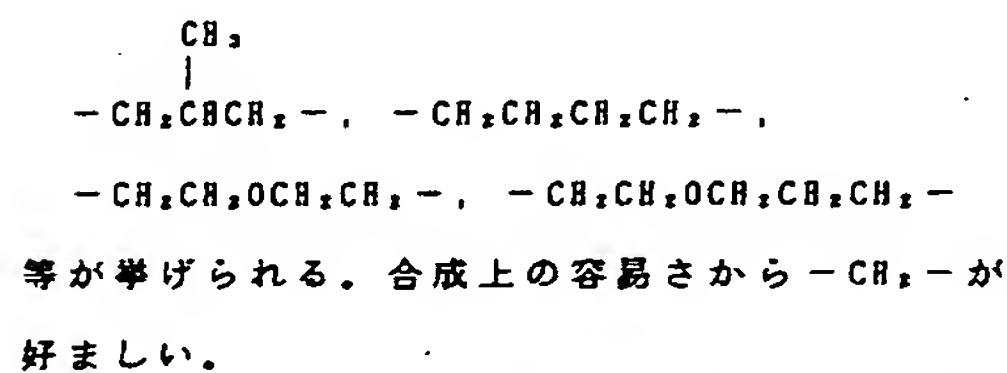 CH₃
|
－CH₂CHCH₂－, －CH₂CH₂CH₂CH₂－,
－CH₂CH₂OCH₂CH₂－, －CH₂CH₂OCH₂CH₂CH₂－
等が挙げられる。合成上の容易さから－CH₂－が
好ましい。